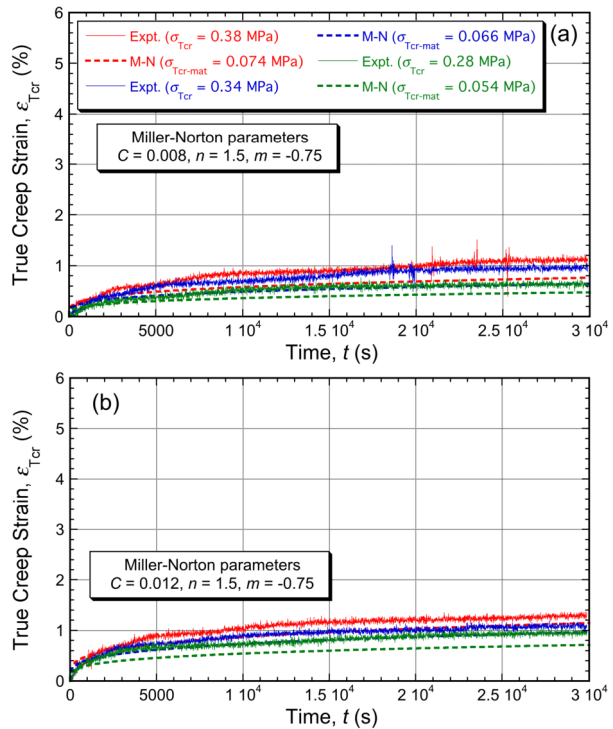 (a)
Expt. (σTcr = 0.38 MPa)
M-N (σTcr-mat = 0.074 MPa)
Expt. (σTcr = 0.34 MPa)
M-N (σTcr-mat = 0.066 MPa)
Expt. (σTcr = 0.28 MPa)
M-N (σTcr-mat = 0.054 MPa)
Miller-Norton parameters
C = 0.008, n = 1.5, m = -0.75
True Creep Strain, εTcr (%)
6
5
4
3
2
1
0
0
5000
1 10⁴
1.5 10⁴
2 10⁴
2.5 10⁴
3 10⁴
Time, t (s)
(b)
Miller-Norton parameters
C = 0.012, n = 1.5, m = -0.75
True Creep Strain, εTcr (%)
6
5
4
3
2
1
0
0
5000
1 10⁴
1.5 10⁴
2 10⁴
2.5 10⁴
3 10⁴
Time, t (s)